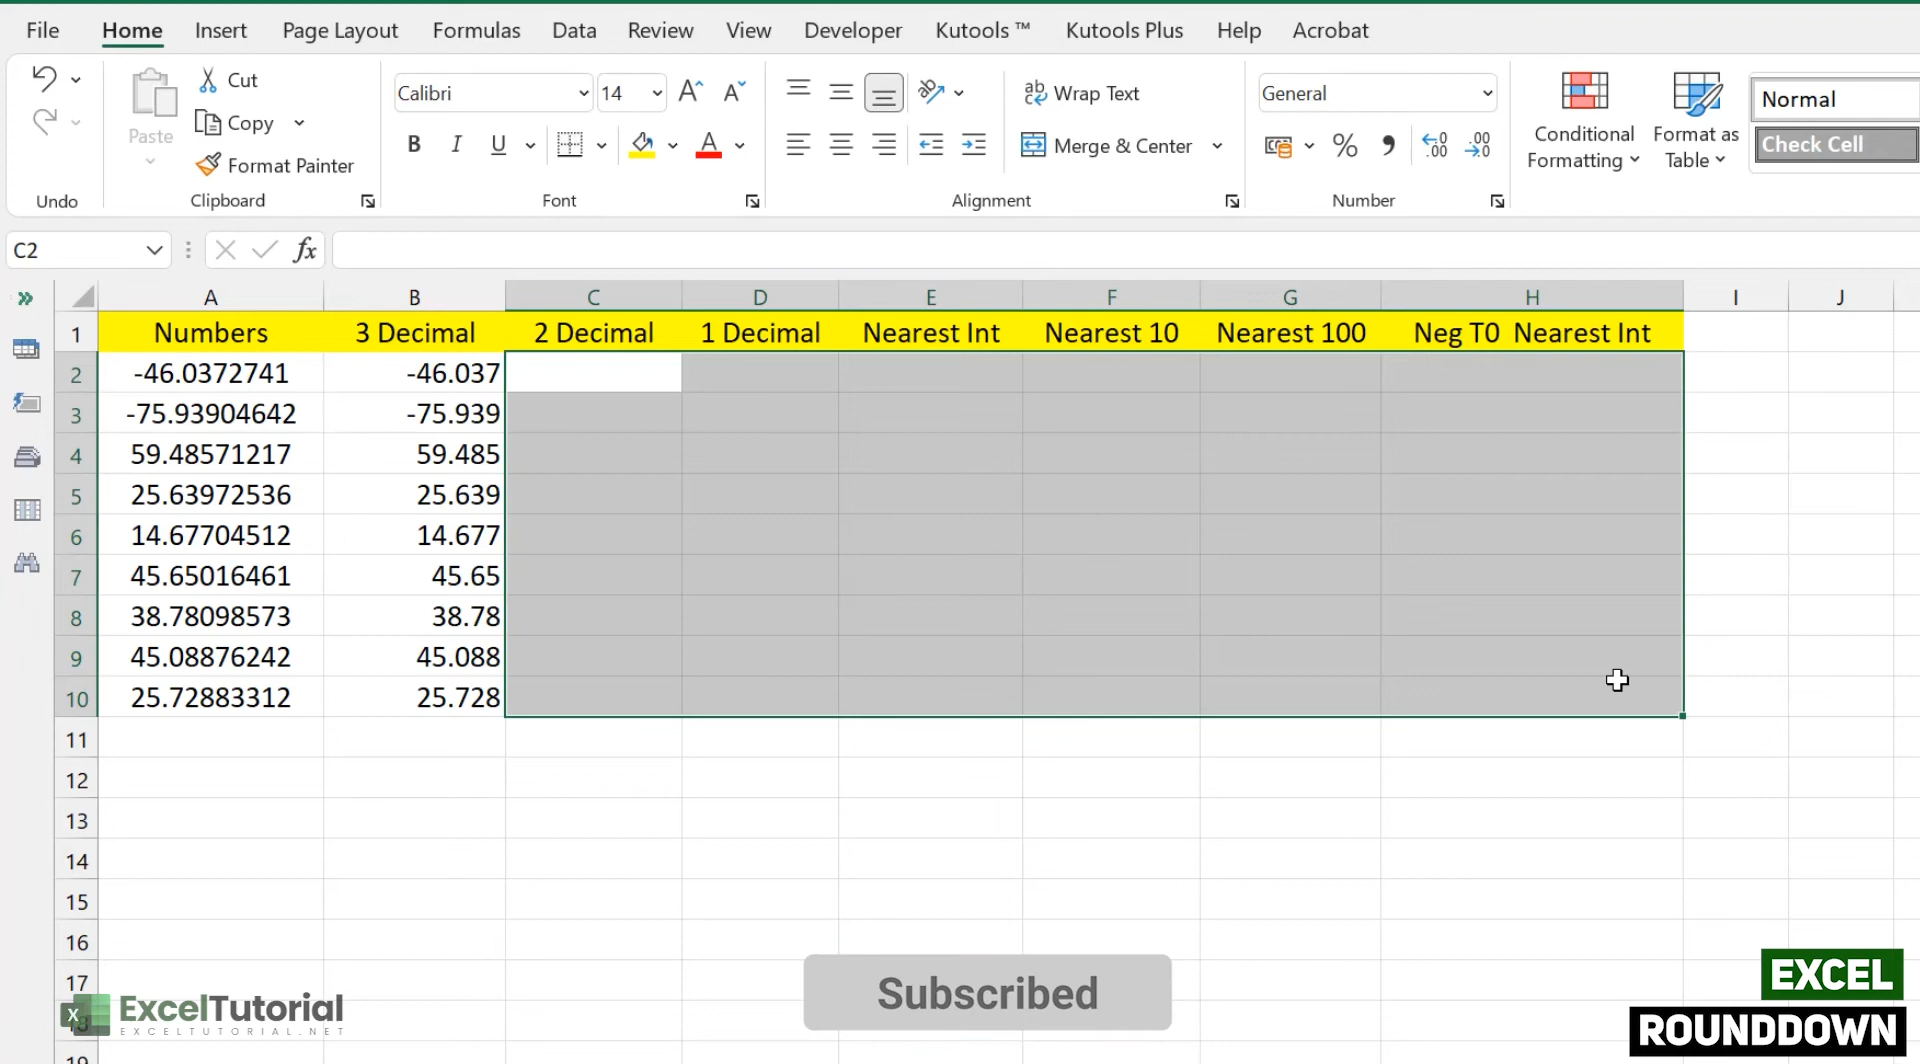 File Home Insert Page Layout Formulas Data Review View Developer Kutools ™ Kutools Plus Help Acrobat
Undo
Paste
Cut
Copy
Format Painter
Clipboard
Calibri 14
B I U
Font
Wrap Text
Merge & Center
Alignment
General
Number
Conditional Formatting
Format as Table
Normal
Check Cell
C2 fx
A B C D E F G H I J
1 Numbers 3 Decimal 2 Decimal 1 Decimal Nearest Int Nearest 10 Nearest 100 Neg T0 Nearest Int
2 -46.0372741 -46.037
3 -75.93904642 -75.939
4 59.48571217 59.485
5 25.63972536 25.639
6 14.67704512 14.677
7 45.65016461 45.65
8 38.78098573 38.78
9 45.08876242 45.088
10 25.72883312 25.728
11
12
13
14
15
16
17
18
19
ExcelTutorial
EXCELTUTORIAL.NET
Subscribed
EXCEL
ROUNDDOWN